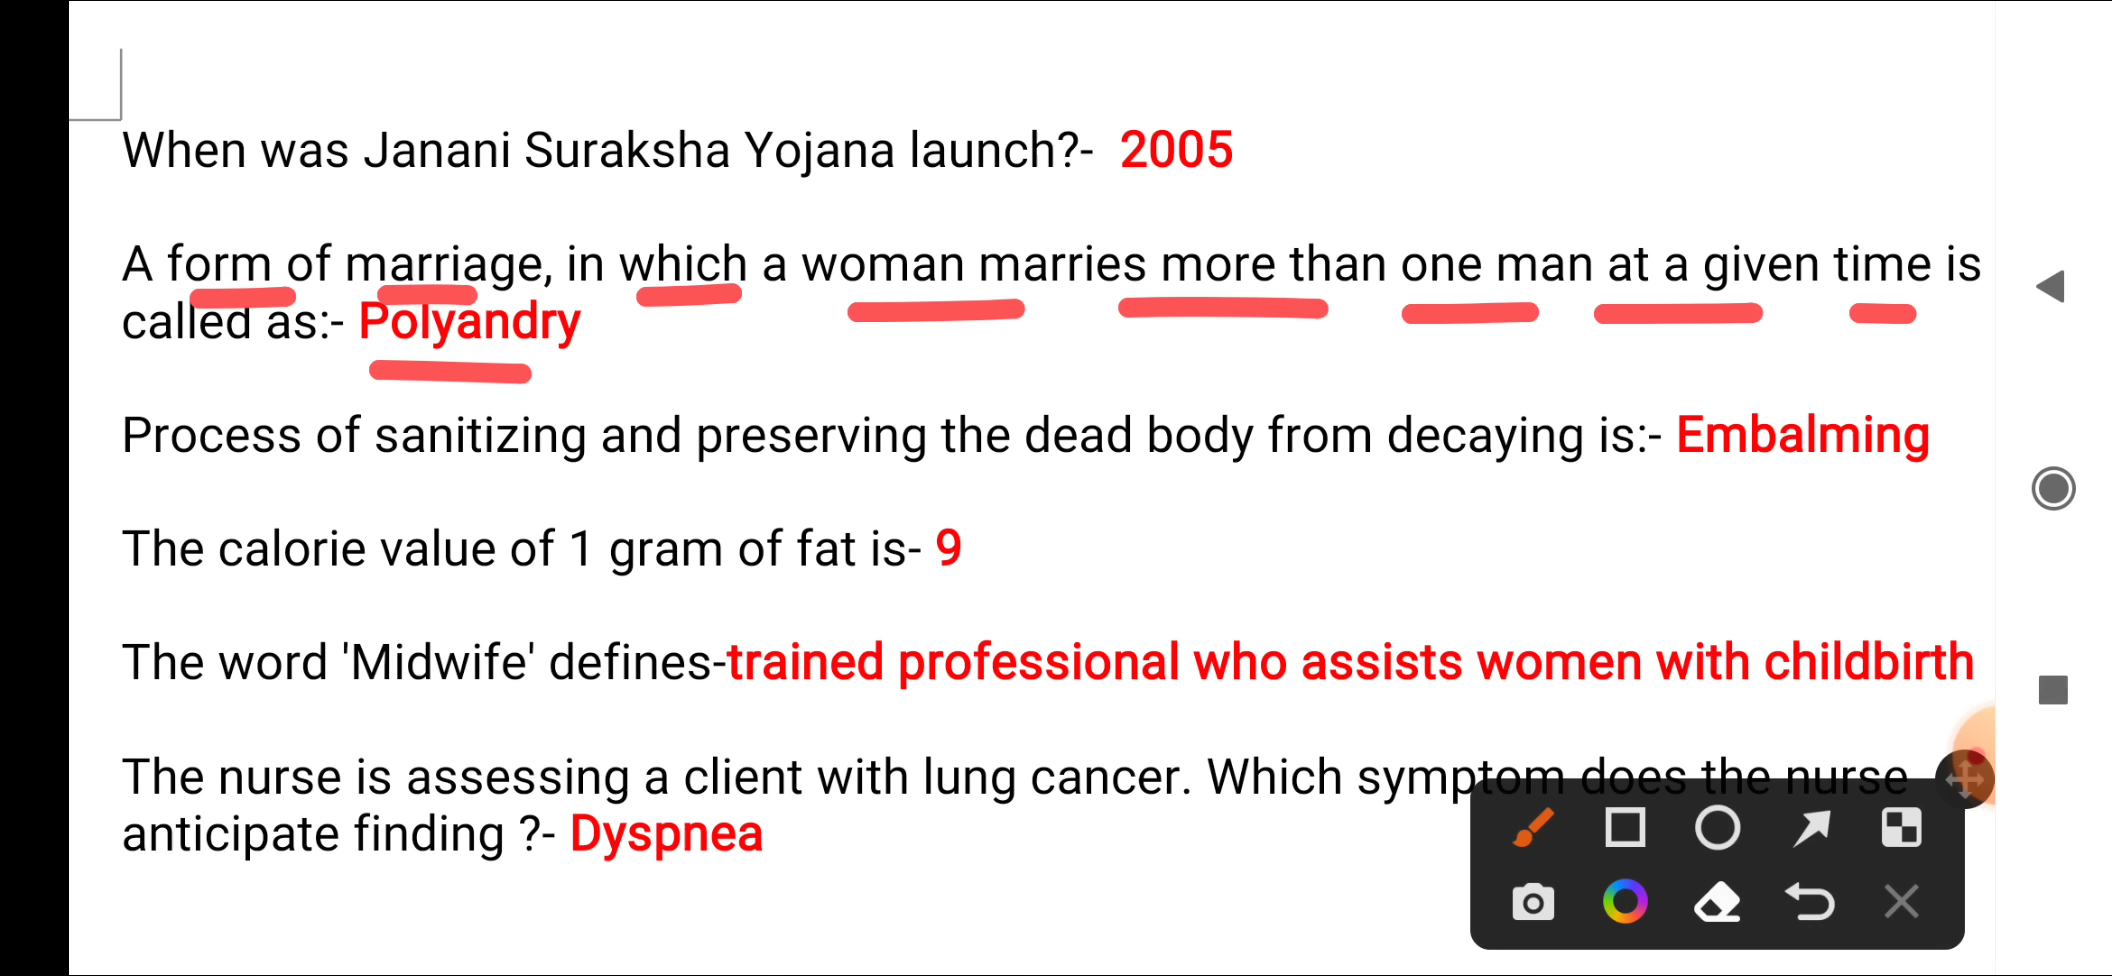 When was Janani Suraksha Yojana launch?- 2005
A form of marriage, in which a woman marries more than one man at a given time is
called as:- Polyandry
Process of sanitizing and preserving the dead body from decaying is:- Embalming
The calorie value of 1 gram of fat is- 9
The word 'Midwife' defines-trained professional who assists women with childbirth
The nurse is assessing a client with lung cancer. Which symptom does the nurse
anticipate finding ?- Dyspnea